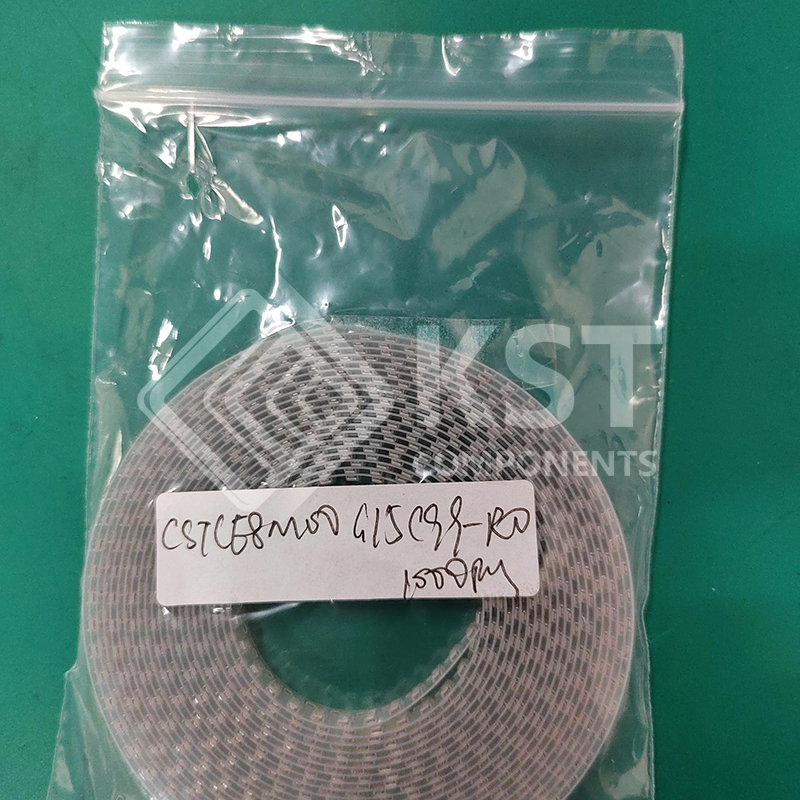 KST
COMPONENTS
CSTCE8M00G15C99-R0
1500PCS